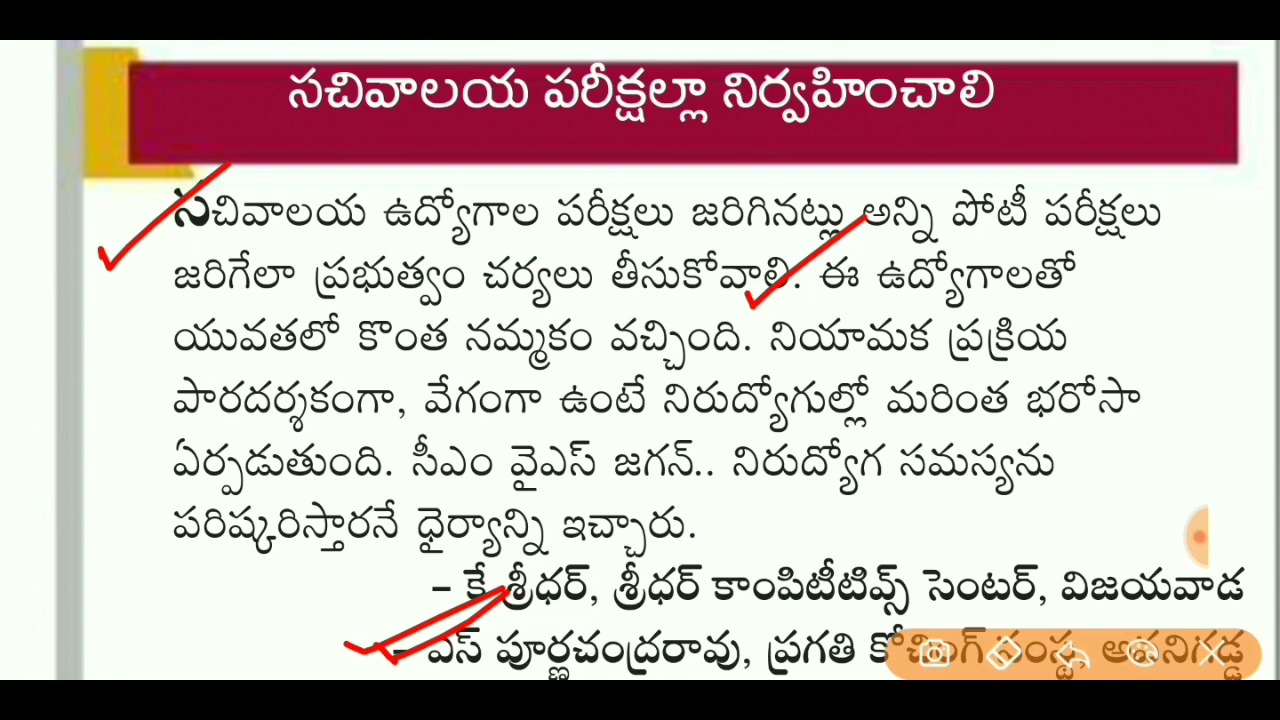 సచివాలయ పరీక్షల్లా నిర్వహించాలి
సచివాలయ ఉద్యోగాల పరీక్షలు జరిగినట్లు అన్ని పోటీ పరీక్షలు
జరిగేలా ప్రభుత్వం చర్యలు తీసుకోవాలి. ఈ ఉద్యోగాలతో
యువతలో కొంత నమ్మకం వచ్చింది. నియామక ప్రక్రియ
పారదర్శకంగా, వేగంగా ఉంటే నిరుద్యోగుల్లో మరింత భరోసా
ఏర్పడుతుంది. సీఎం వైఎస్ జగన్.. నిరుద్యోగ సమస్యను
పరిష్కరిస్తారనే ధైర్యాన్ని ఇచ్చారు.
– కే శ్రీధర్, శ్రీధర్ కాంపిటీటివ్స్ సెంటర్, విజయవాడ
– ఎస్ పూర్ణచంద్రరావు, ప్రగతి కోచింగ్ సంస్థ, అవనిగడ్డ